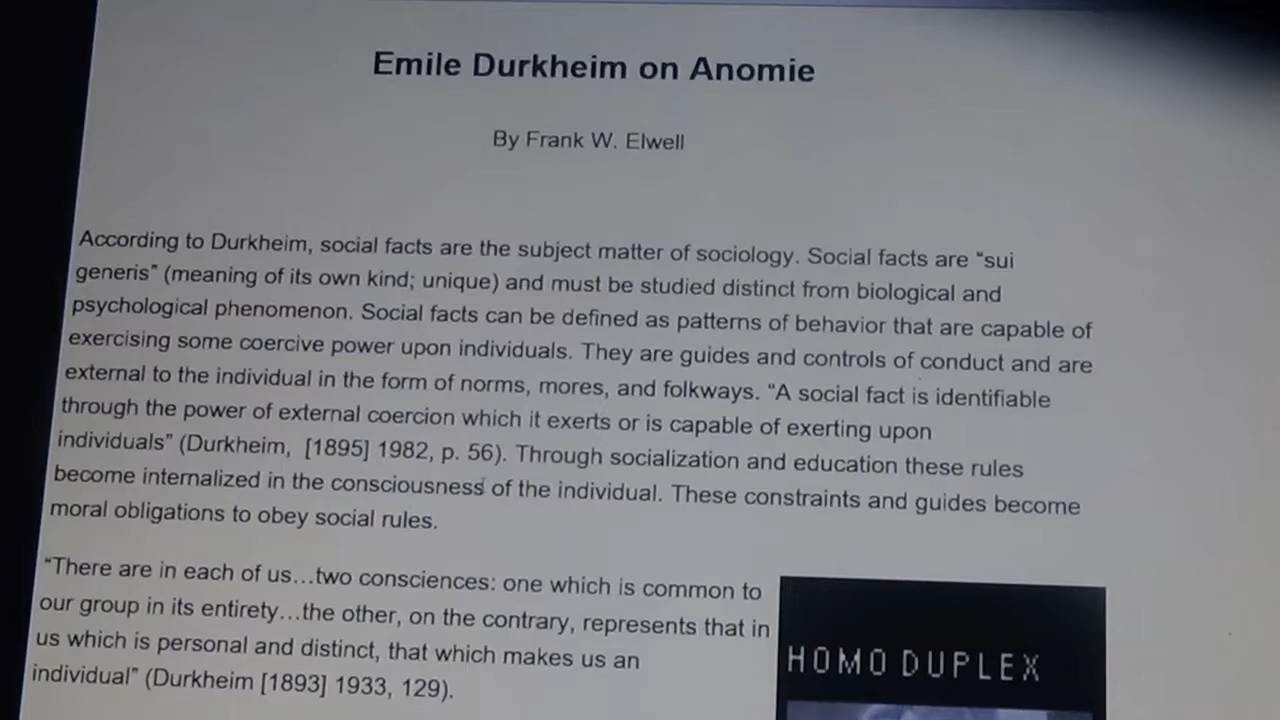 Emile Durkheim on Anomie
By Frank W. Elwell
According to Durkheim, social facts are the subject matter of sociology. Social facts are “sui
generis” (meaning of its own kind; unique) and must be studied distinct from biological and
psychological phenomenon. Social facts can be defined as patterns of behavior that are capable of
exercising some coercive power upon individuals. They are guides and controls of conduct and are
external to the individual in the form of norms, mores, and folkways. “A social fact is identifiable
through the power of external coercion which it exerts or is capable of exerting upon
individuals” (Durkheim, [1895] 1982, p. 56). Through socialization and education these rules
become internalized in the consciousness of the individual. These constraints and guides become
moral obligations to obey social rules.
“There are in each of us…two consciences: one which is common to
our group in its entirety…the other, on the contrary, represents that in
us which is personal and distinct, that which makes us an
individual” (Durkheim [1893] 1933, 129).
HOMO DUPLEX